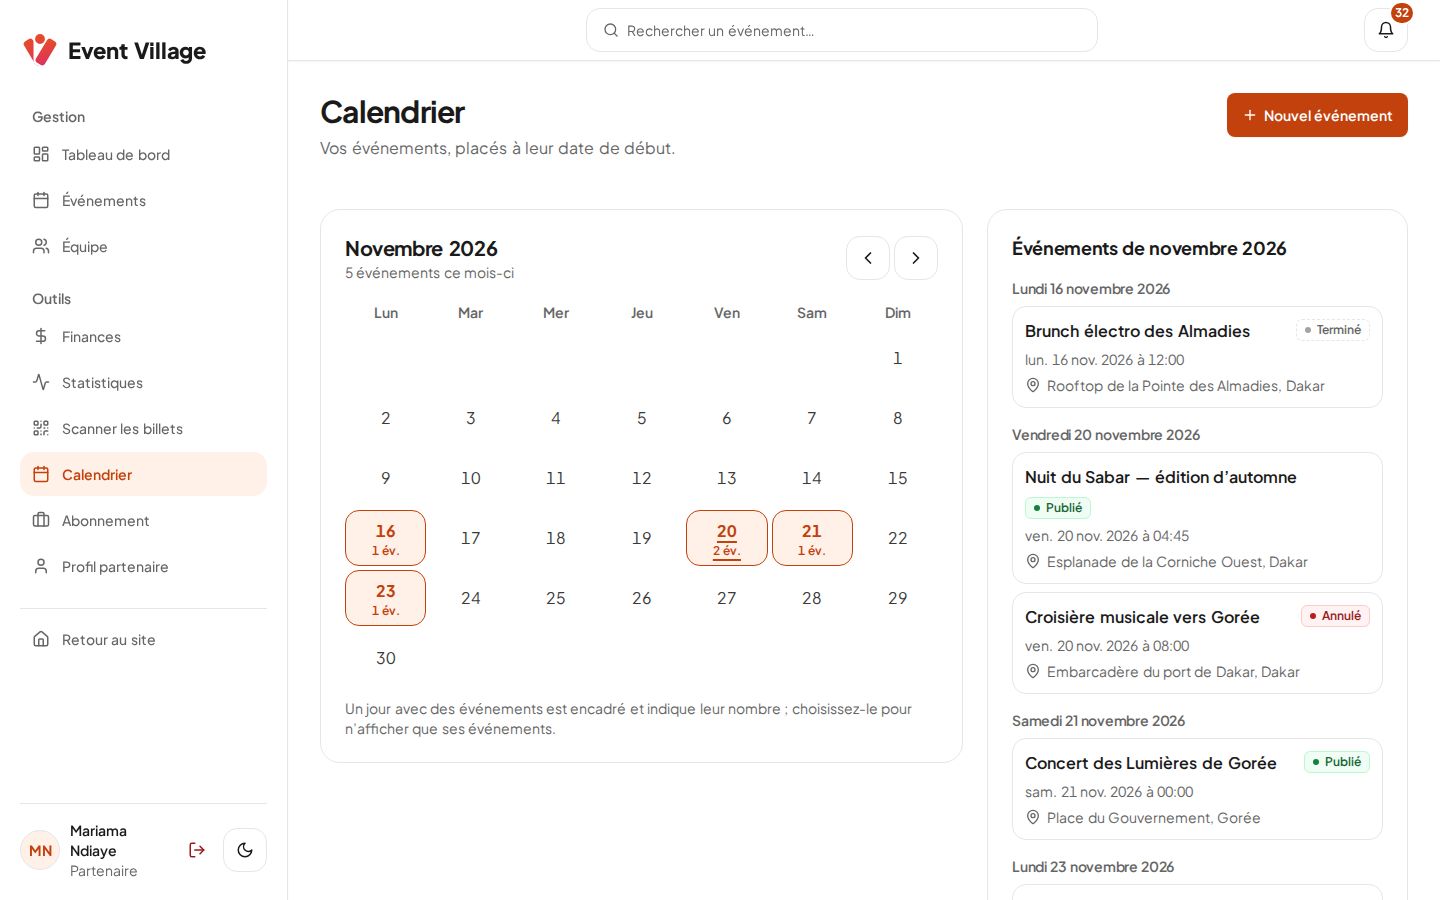 Event Village
Gestion
Tableau de bord
Événements
Équipe
Outils
Finances
Statistiques
Scanner les billets
Calendrier
Abonnement
Profil partenaire
Retour au site
MN
Mariama
Ndiaye
Partenaire
Rechercher un événement…
32
Calendrier
Vos événements, placés à leur date de début.
Nouvel événement
Novembre 2026
5 événements ce mois-ci
Lun Mar Mer Jeu Ven Sam Dim
1
2 3 4 5 6 7 8
9 10 11 12 13 14 15
16 17 18 19 20 21 22
1 év. 2 év. 1 év.
23 24 25 26 27 28 29
1 év.
30
Un jour avec des événements est encadré et indique leur nombre ; choisissez-le pour
n’afficher que ses événements.
Événements de novembre 2026
Lundi 16 novembre 2026
Brunch électro des Almadies Terminé
lun. 16 nov. 2026 à 12:00
Rooftop de la Pointe des Almadies, Dakar
Vendredi 20 novembre 2026
Nuit du Sabar — édition d’automne
Publié
ven. 20 nov. 2026 à 04:45
Esplanade de la Corniche Ouest, Dakar
Croisière musicale vers Gorée Annulé
ven. 20 nov. 2026 à 08:00
Embarcadère du port de Dakar, Dakar
Samedi 21 novembre 2026
Concert des Lumières de Gorée Publié
sam. 21 nov. 2026 à 00:00
Place du Gouvernement, Gorée
Lundi 23 novembre 2026